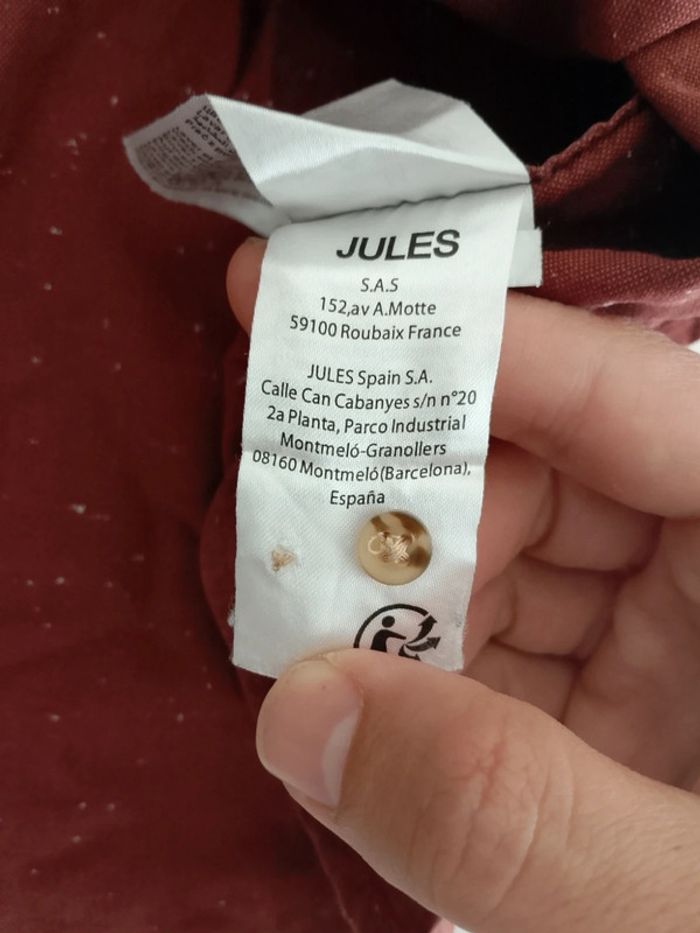 JULES
S.A.S
152,av A.Motte
59100 Roubaix France
JULES Spain S.A.
Calle Can Cabanyes s/n n°20
2a Planta, Parco Industrial
Montmeló-Granollers
08160 Montmeló(Barcelona),
España